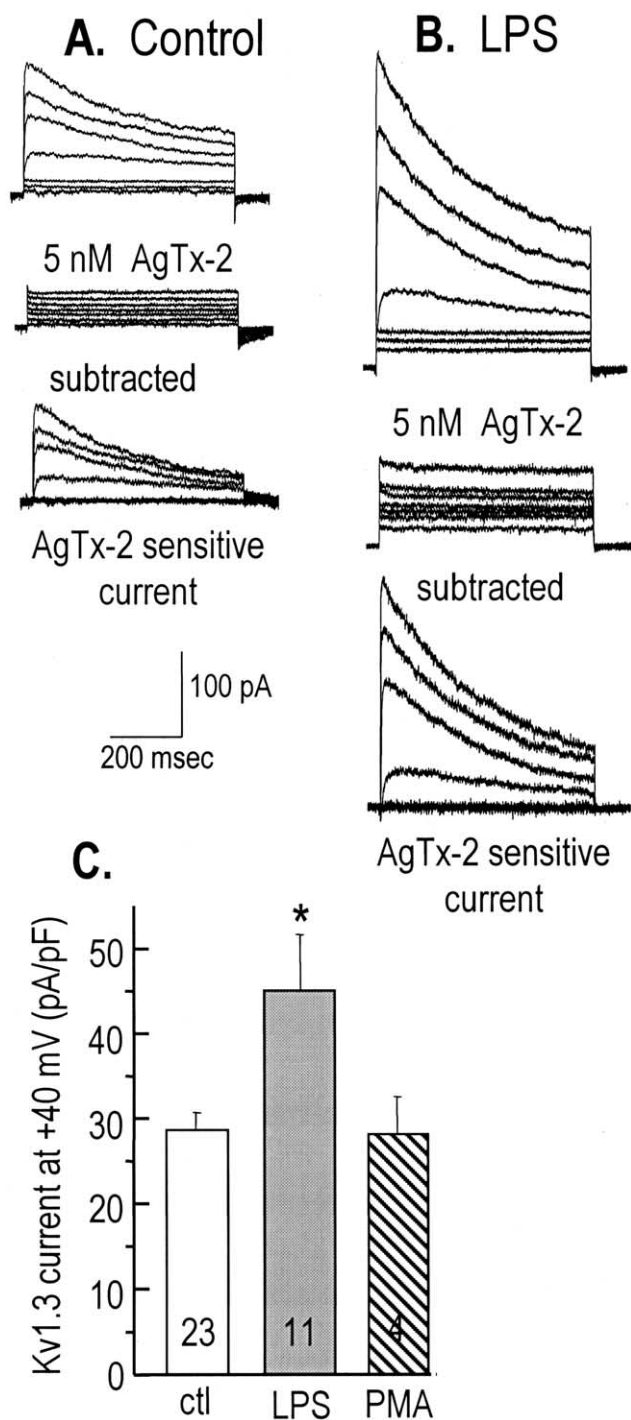 A. Control
5 nM AgTx-2
subtracted
AgTx-2 sensitive
current
100 pA
200 msec
B. LPS
5 nM AgTx-2
subtracted
AgTx-2 sensitive
current
C.
Kv1.3 current at +40 mV (pA/pF)
50
40
30
20
10
0
*
23
11
4
ctl
LPS
PMA